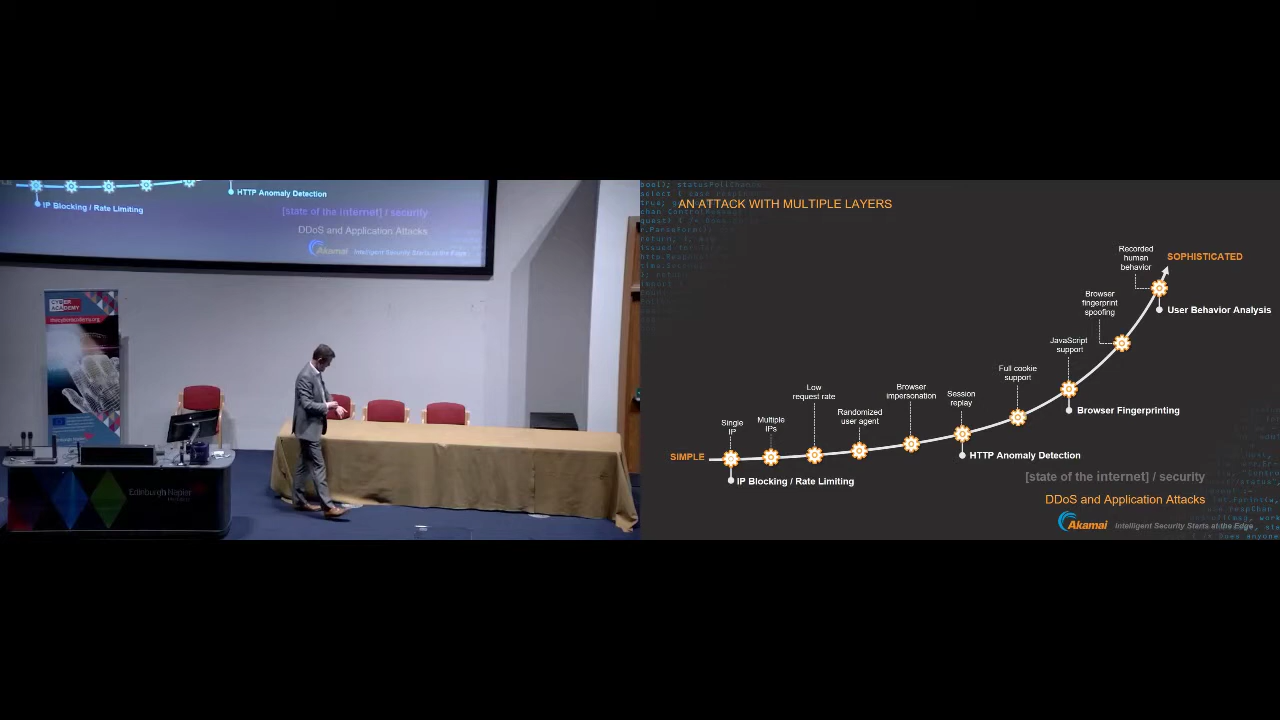 HTTP Anomaly Detection
IP Blocking / Rate Limiting
[state of the internet] / security
DDoS and Application Attacks
Akamai Intelligent Security Starts at the Edge
ACADEMY
thecyberacademy.org
Edinburgh Napier
AN ATTACK WITH MULTIPLE LAYERS
Recorded
human
behavior
SOPHISTICATED
Browser
fingerprint
spoofing
User Behavior Analysis
JavaScript
support
Full cookie
support
Browser
impersonation
Session
replay
Low
request rate
Randomized
user agent
Browser Fingerprinting
Single
IP
Multiple
IPs
SIMPLE
HTTP Anomaly Detection
IP Blocking / Rate Limiting
[state of the internet] / security
DDoS and Application Attacks
Akamai Intelligent Security Starts at the Edge